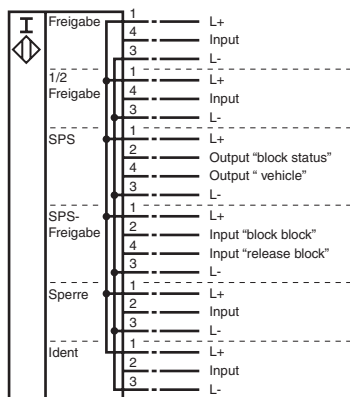 Freigabe 1 L+
4 Input
3 L-
1/2 Freigabe 1 L+
4 Input
3 L-
SPS 1 L+
2 Output “block status”
4 Output “ vehicle”
3 L-
SPS-Freigabe 1 L+
2 Input “block block”
4 Input “release block”
3 L-
Sperre 1 L+
2 Input
3 L-
Ident 1 L+
2 Input
3 L-